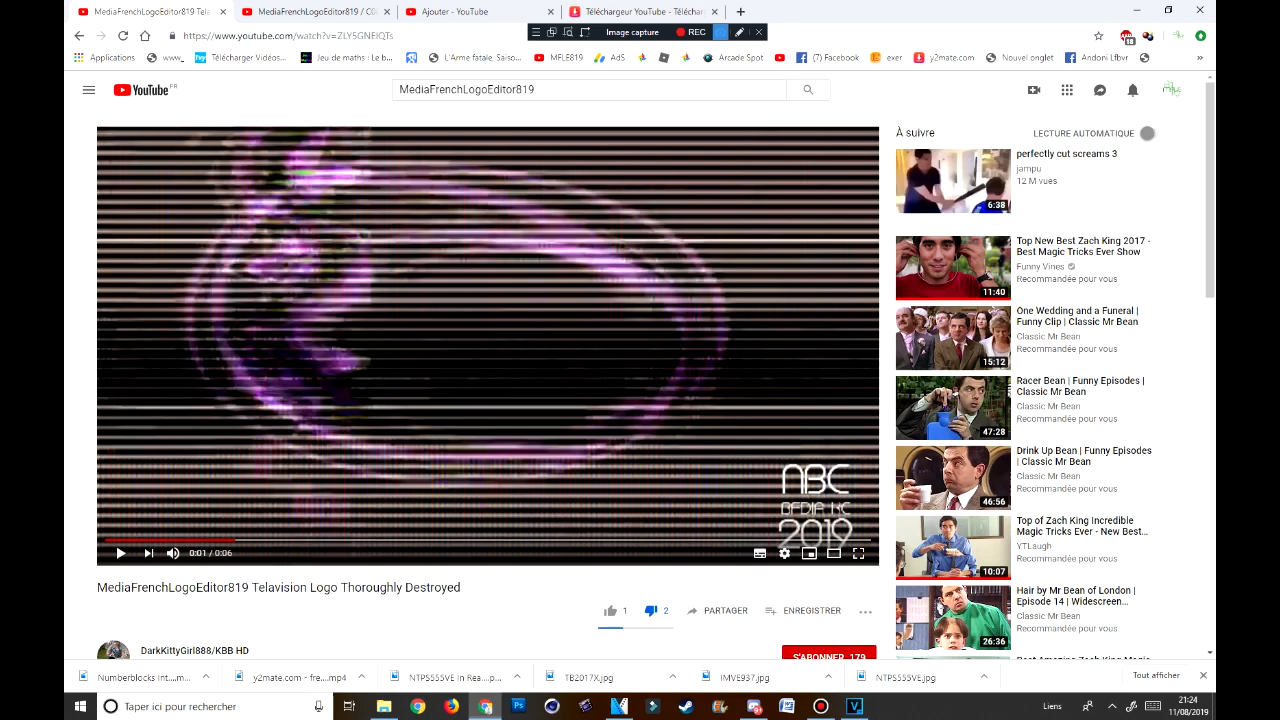 MediaFrenchLogoEditor819 Tela
MediaFrenchLogoEditor819 / C0
Ajouter - YouTube
Téléchargeur YouTube - Téléchar
Image capture
REC
https://www.youtube.com/watch?v=ZLY5GNEIQTs
18
Applications
www_
Télécharger Vidéos...
Jeu de maths : Le b...
L'Arme fatale, Saiso...
MFLE819
AdS
Arcade Spot
(7) Facebook
exer
y2mate.com
Nouvel onglet
Andoni Lfbvr
YouTube FR
MediaFrenchLogoEditor819
À suivre
LECTURE AUTOMATIQUE
perfectly cut screams 3
jampu
12 M vues
6:38
Top New Best Zach King 2017 -
Best Magic Tricks Ever Show
Funny Vines
Recommandée pour vous
11:40
One Wedding and a Funeral |
Funny Clip | Classic Mr Bean
Classic Mr Bean
Recommandée pour vous
15:12
Racer Bean | Funny Episodes |
Classic Mr Bean
Classic Mr Bean
Recommandée pour vous
47:28
Drink Up Bean | Funny Episodes
| Classic Mr Bean
Classic Mr Bean
Recommandée pour vous
46:56
Top of Zach King Incredible
Magic Tricks Ever - New Best...
YTLaugh
Recommandée pour vous
10:07
Hair by Mr Bean of London |
Episode 14 | Widescreen...
Classic Mr Bean
Recommandée pour vous
26:36
NBC
2019
0:01 / 0:06
MediaFrenchLogoEditor819 Telavision Logo Thoroughly Destroyed
1
2
PARTAGER
ENREGISTRER
DarkKittyGirl888/KBB HD
S'ABONNER 179
Numberblocks Int....m...
y2mate.com - fre....mp4
NTPS555VE In Rea....p...
TB2017X.jpg
IMVE937.jpg
NTPS555VE.jpg
Tout afficher
Taper ici pour rechercher
Liens
21:24
11/08/2019